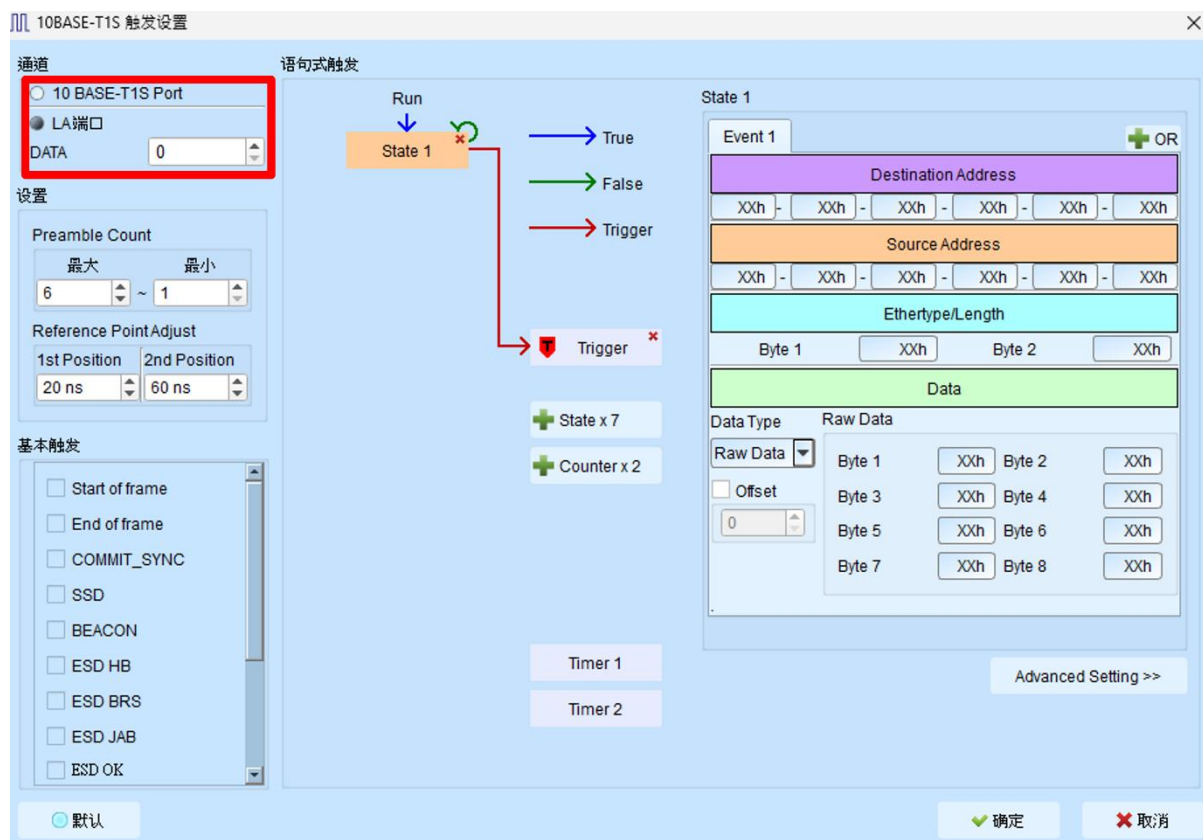 10BASE-T1S 触发设置
通道
10 BASE-T1S Port
LA端口
DATA 0
设置
Preamble Count
最大 最小
6 ~ 1
Reference Point Adjust
1st Position 2nd Position
20 ns 60 ns
基本触发
Start of frame
End of frame
COMMIT_SYNC
SSD
BEACON
ESD HB
ESD BRS
ESD JAB
ESD OK
默认
语句式触发
Run
State 1
True
False
Trigger
T Trigger
State x 7
Counter x 2
Timer 1
Timer 2
State 1
Event 1 OR
Destination Address
XXh - XXh - XXh - XXh - XXh - XXh
Source Address
XXh - XXh - XXh - XXh - XXh - XXh
Ethertype/Length
Byte 1 XXh Byte 2 XXh
Data
Data Type Raw Data
Raw Data
Offset
0
Byte 1 XXh Byte 2 XXh
Byte 3 XXh Byte 4 XXh
Byte 5 XXh Byte 6 XXh
Byte 7 XXh Byte 8 XXh
Advanced Setting >>
确定 取消